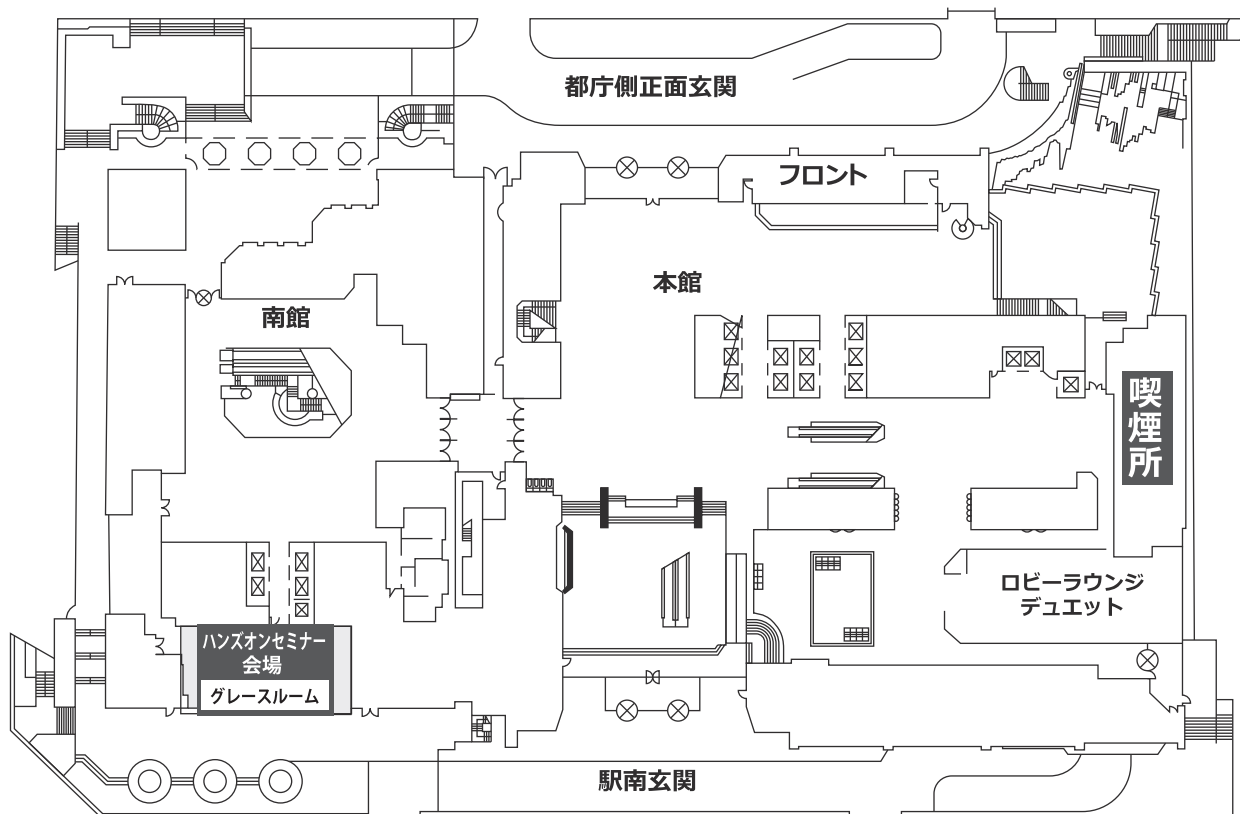 都庁側正面玄関
フロント
本館
南館
喫煙所
ロビーラウンジ
デュエット
ハンズオンセミナー
会場
グレースルーム
駅南玄関